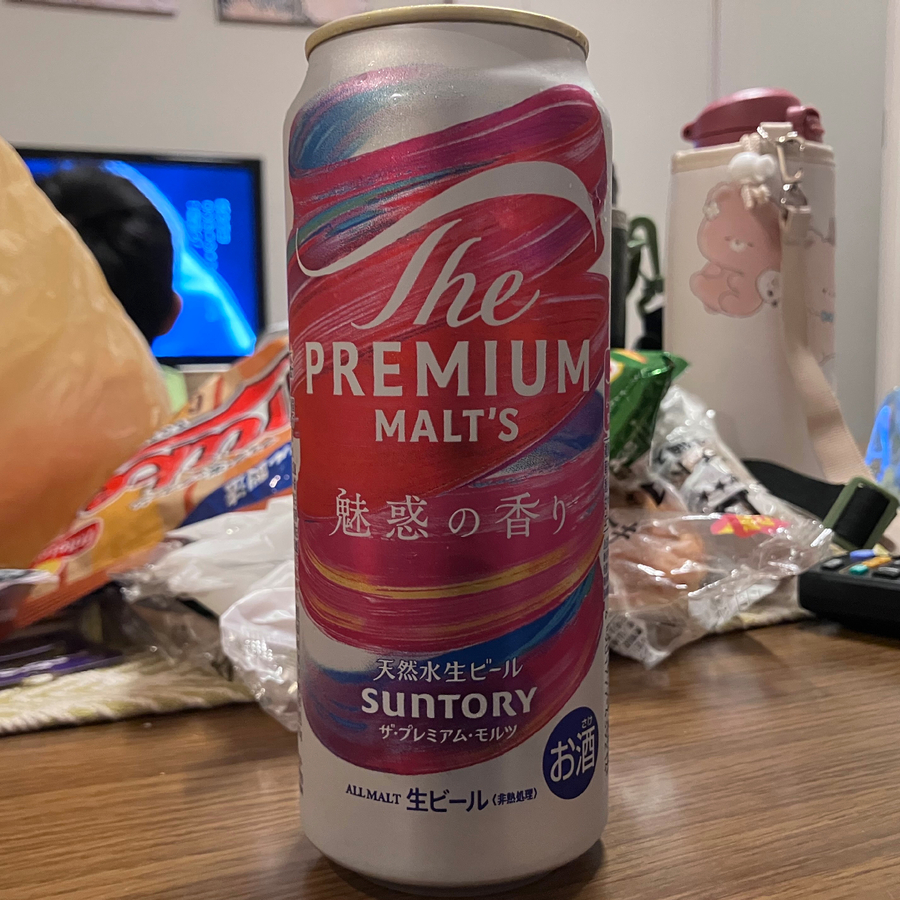 The
PREMIUM
MALT'S
魅惑の香り
天然水生ビール
SUNTORY
ザ・プレミアム・モルツ
さけ
お酒
ALL MALT 生ビール〈非熱処理〉